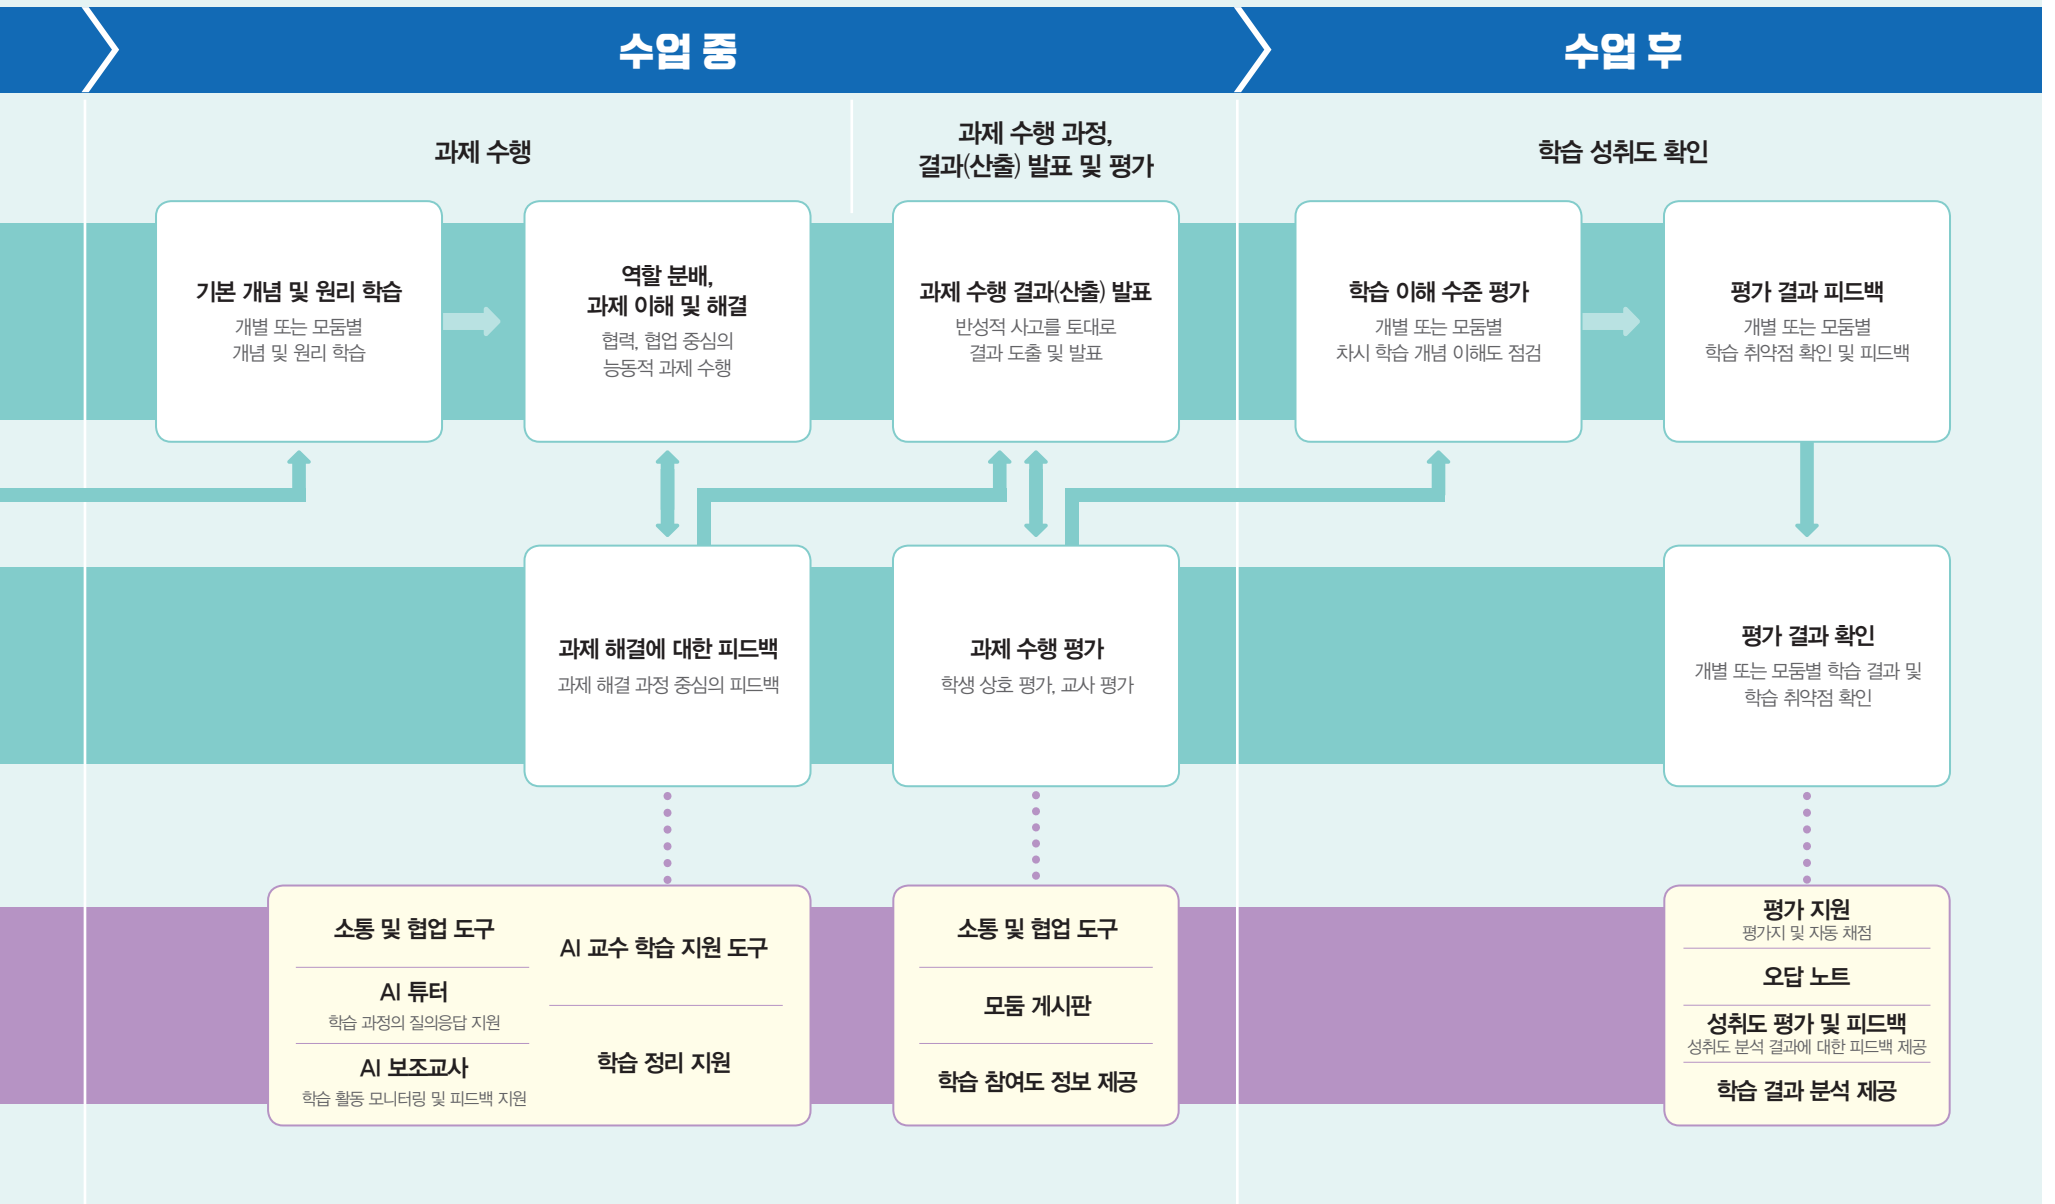 수업 중
수업 후
과제 수행
과제 수행 과정,
결과(산출) 발표 및 평가
학습 성취도 확인
기본 개념 및 원리 학습
개별 또는 모둠별
개념 및 원리 학습
역할 분배,
과제 이해 및 해결
협력, 협업 중심의
능동적 과제 수행
과제 수행 결과(산출) 발표
반성적 사고를 토대로
결과 도출 및 발표
학습 이해 수준 평가
개별 또는 모둠별
차시 학습 개념 이해도 점검
평가 결과 피드백
개별 또는 모둠별
학습 취약점 확인 및 피드백
과제 해결에 대한 피드백
과제 해결 과정 중심의 피드백
과제 수행 평가
학생 상호 평가, 교사 평가
평가 결과 확인
개별 또는 모둠별 학습 결과 및
학습 취약점 확인
소통 및 협업 도구
AI 튜터
학습 과정의 질의응답 지원
AI 보조교사
학습 활동 모니터링 및 피드백 지원
AI 교수 학습 지원 도구
학습 정리 지원
소통 및 협업 도구
모둠 게시판
학습 참여도 정보 제공
평가 지원
평가지 및 자동 채점
오답 노트
성취도 평가 및 피드백
성취도 분석 결과에 대한 피드백 제공
학습 결과 분석 제공